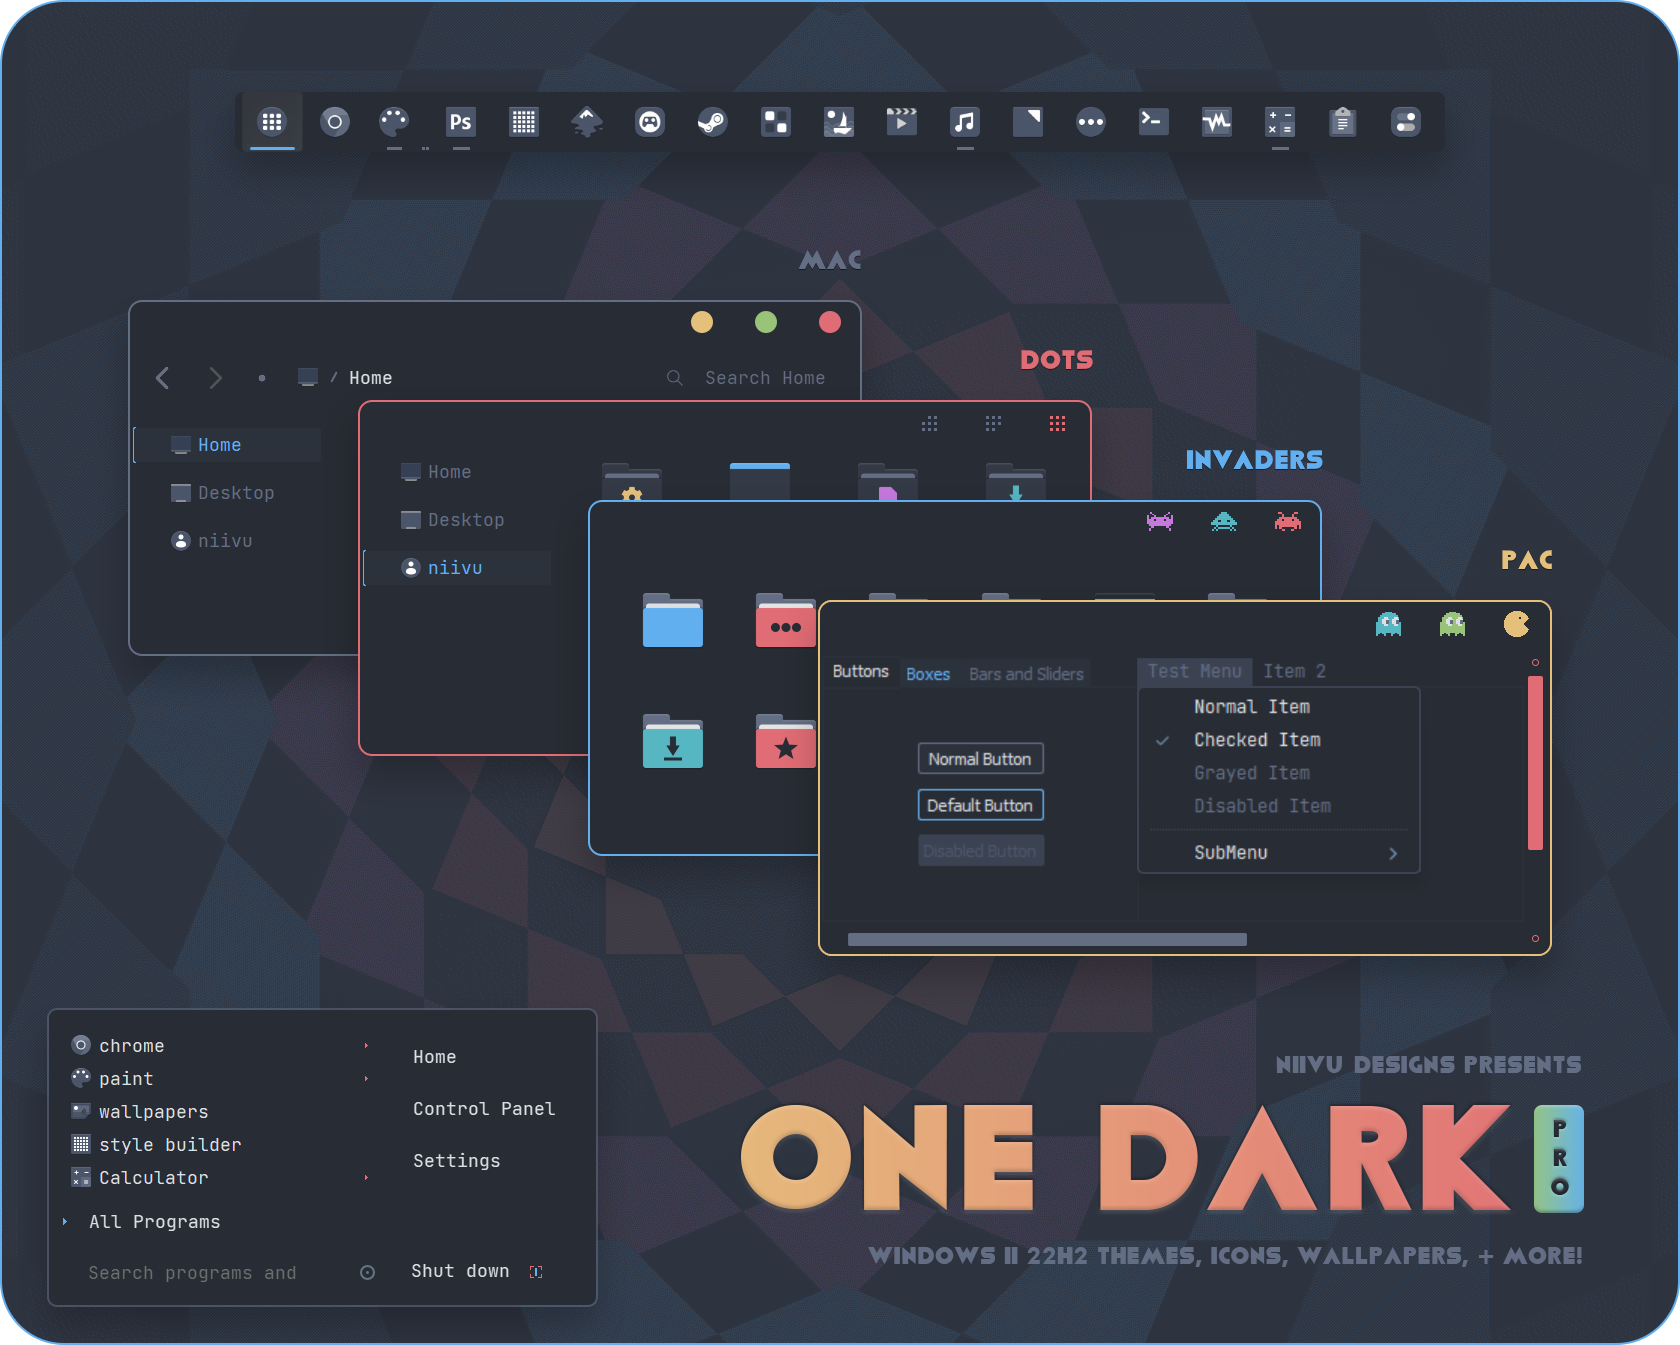 Ps
MAC
/ Home
Search Home
Home
Desktop
niivu
DOTS
Home
Desktop
niivu
INVADERS
PAC
Buttons
Boxes
Bars and Sliders
Test Menu
Item 2
Normal Item
Checked Item
Grayed Item
Disabled Item
SubMenu
Normal Button
Default Button
Disabled Button
chrome
paint
wallpapers
style builder
Calculator
All Programs
Search programs and
Home
Control Panel
Settings
Shut down
NIIVU DESIGNS PRESENTS
ONE DARK
PRO
WINDOWS 11 22H2 THEMES, ICONS, WALLPAPERS, + MORE!